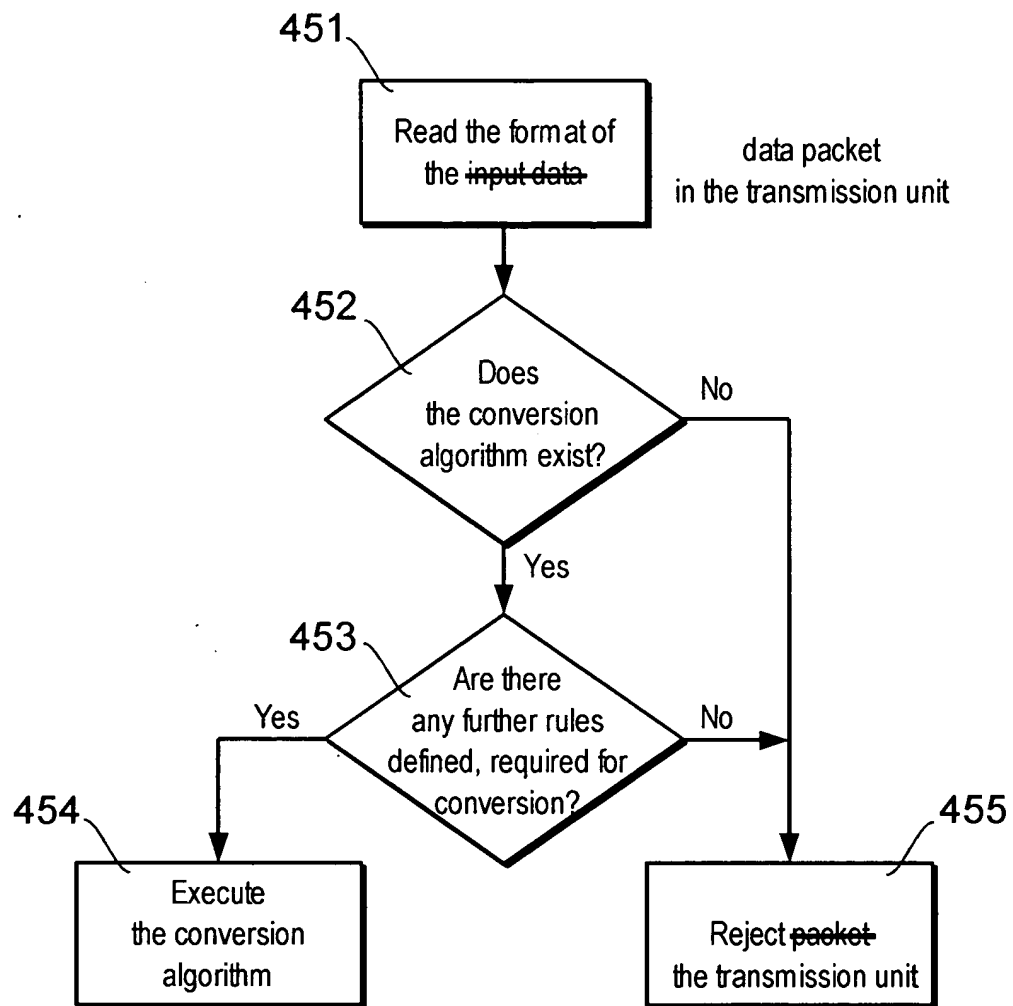 451
Read the format of
the input data
data packet
in the transmission unit
452
Does
the conversion
algorithm exist?
No
Yes
453
Are there
any further rules
defined, required for
conversion?
Yes
No
454
Execute
the conversion
algorithm
455
Reject packet
the transmission unit